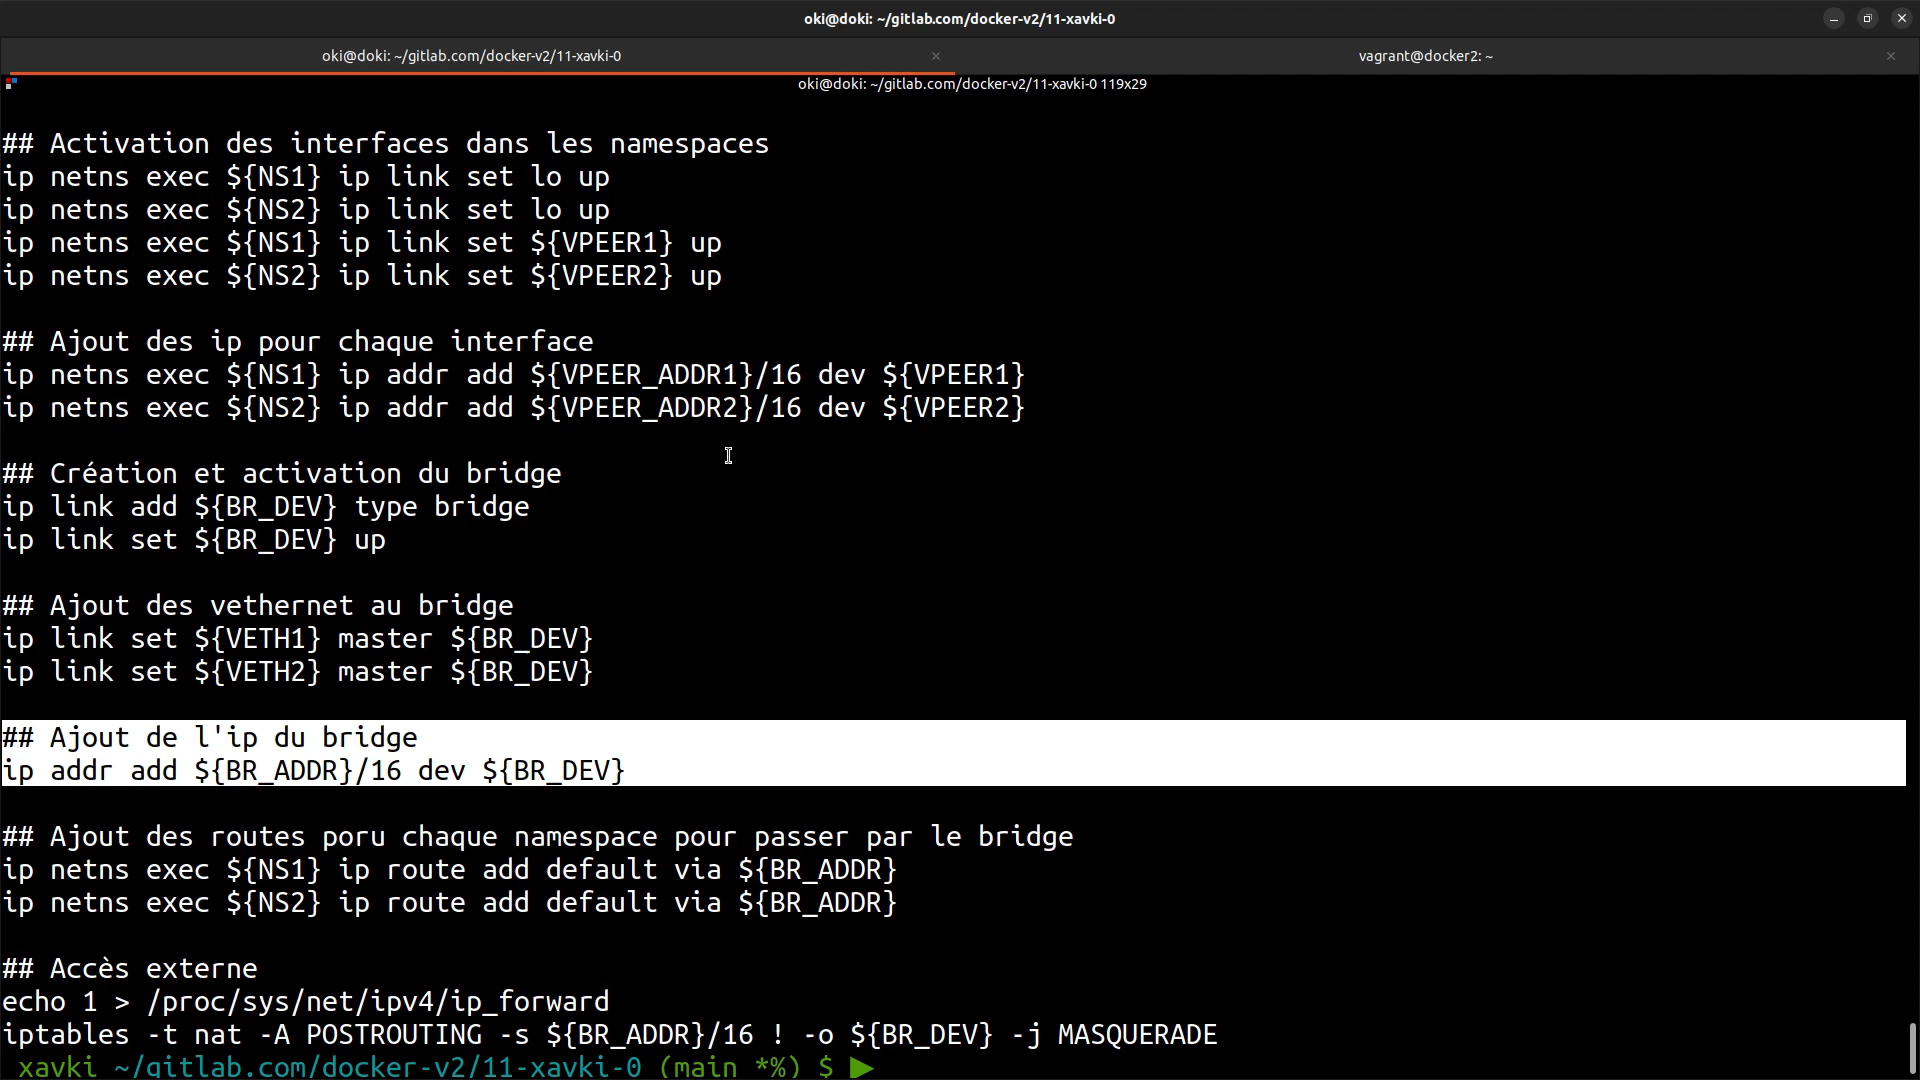 oki@doki: ~/gitlab.com/docker-v2/11-xavki-0
oki@doki: ~/gitlab.com/docker-v2/11-xavki-0
vagrant@docker2: ~
oki@doki: ~/gitlab.com/docker-v2/11-xavki-0 119x29
## Activation des interfaces dans les namespaces
ip netns exec ${NS1} ip link set lo up
ip netns exec ${NS2} ip link set lo up
ip netns exec ${NS1} ip link set ${VPEER1} up
ip netns exec ${NS2} ip link set ${VPEER2} up
## Ajout des ip pour chaque interface
ip netns exec ${NS1} ip addr add ${VPEER_ADDR1}/16 dev ${VPEER1}
ip netns exec ${NS2} ip addr add ${VPEER_ADDR2}/16 dev ${VPEER2}
## Création et activation du bridge
ip link add ${BR_DEV} type bridge
ip link set ${BR_DEV} up
## Ajout des vethernet au bridge
ip link set ${VETH1} master ${BR_DEV}
ip link set ${VETH2} master ${BR_DEV}
## Ajout de l'ip du bridge
ip addr add ${BR_ADDR}/16 dev ${BR_DEV}
## Ajout des routes poru chaque namespace pour passer par le bridge
ip netns exec ${NS1} ip route add default via ${BR_ADDR}
ip netns exec ${NS2} ip route add default via ${BR_ADDR}
## Accès externe
echo 1 > /proc/sys/net/ipv4/ip_forward
iptables -t nat -A POSTROUTING -s ${BR_ADDR}/16 ! -o ${BR_DEV} -j MASQUERADE
xavki ~/gitlab.com/docker-v2/11-xavki-0 (main *%) $